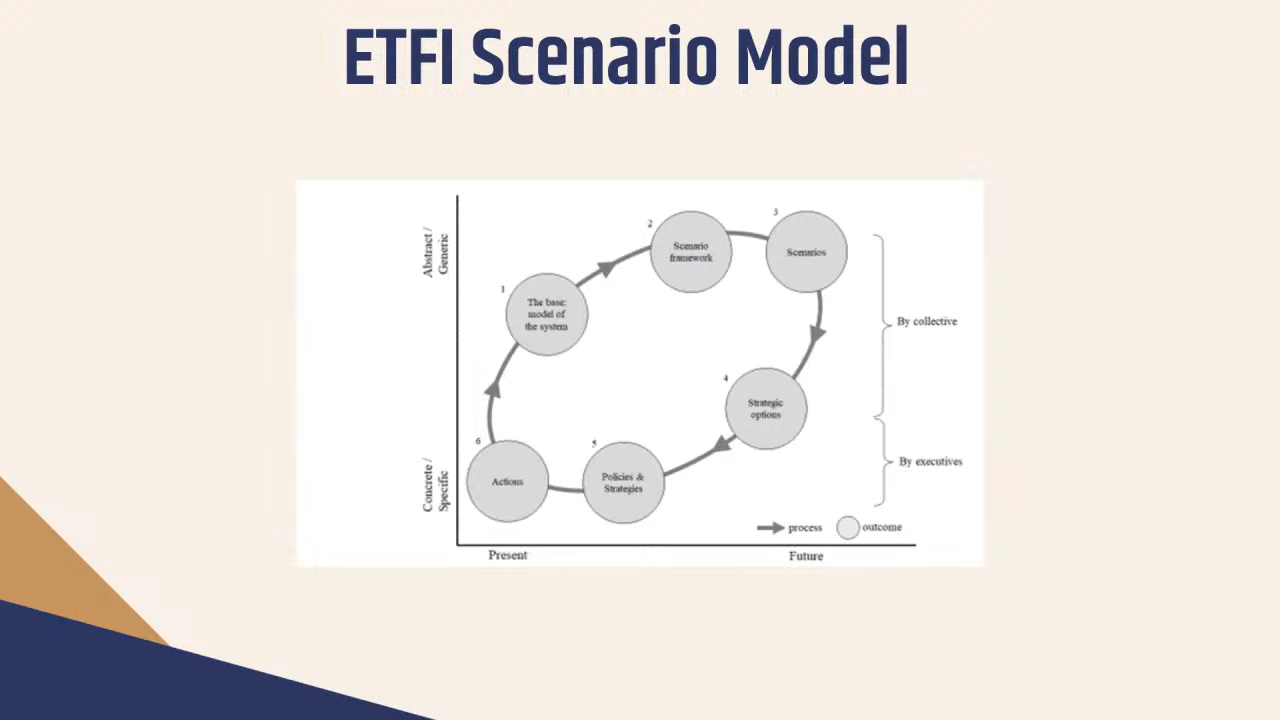 ETFI Scenario Model
Abstract /
Generic
Concrete /
Specific
1
The base:
model of
the system
2
Scenario
framework
3
Scenarios
4
Strategic
options
5
Policies &
Strategies
6
Actions
By collective
By executives
process
outcome
Present
Future